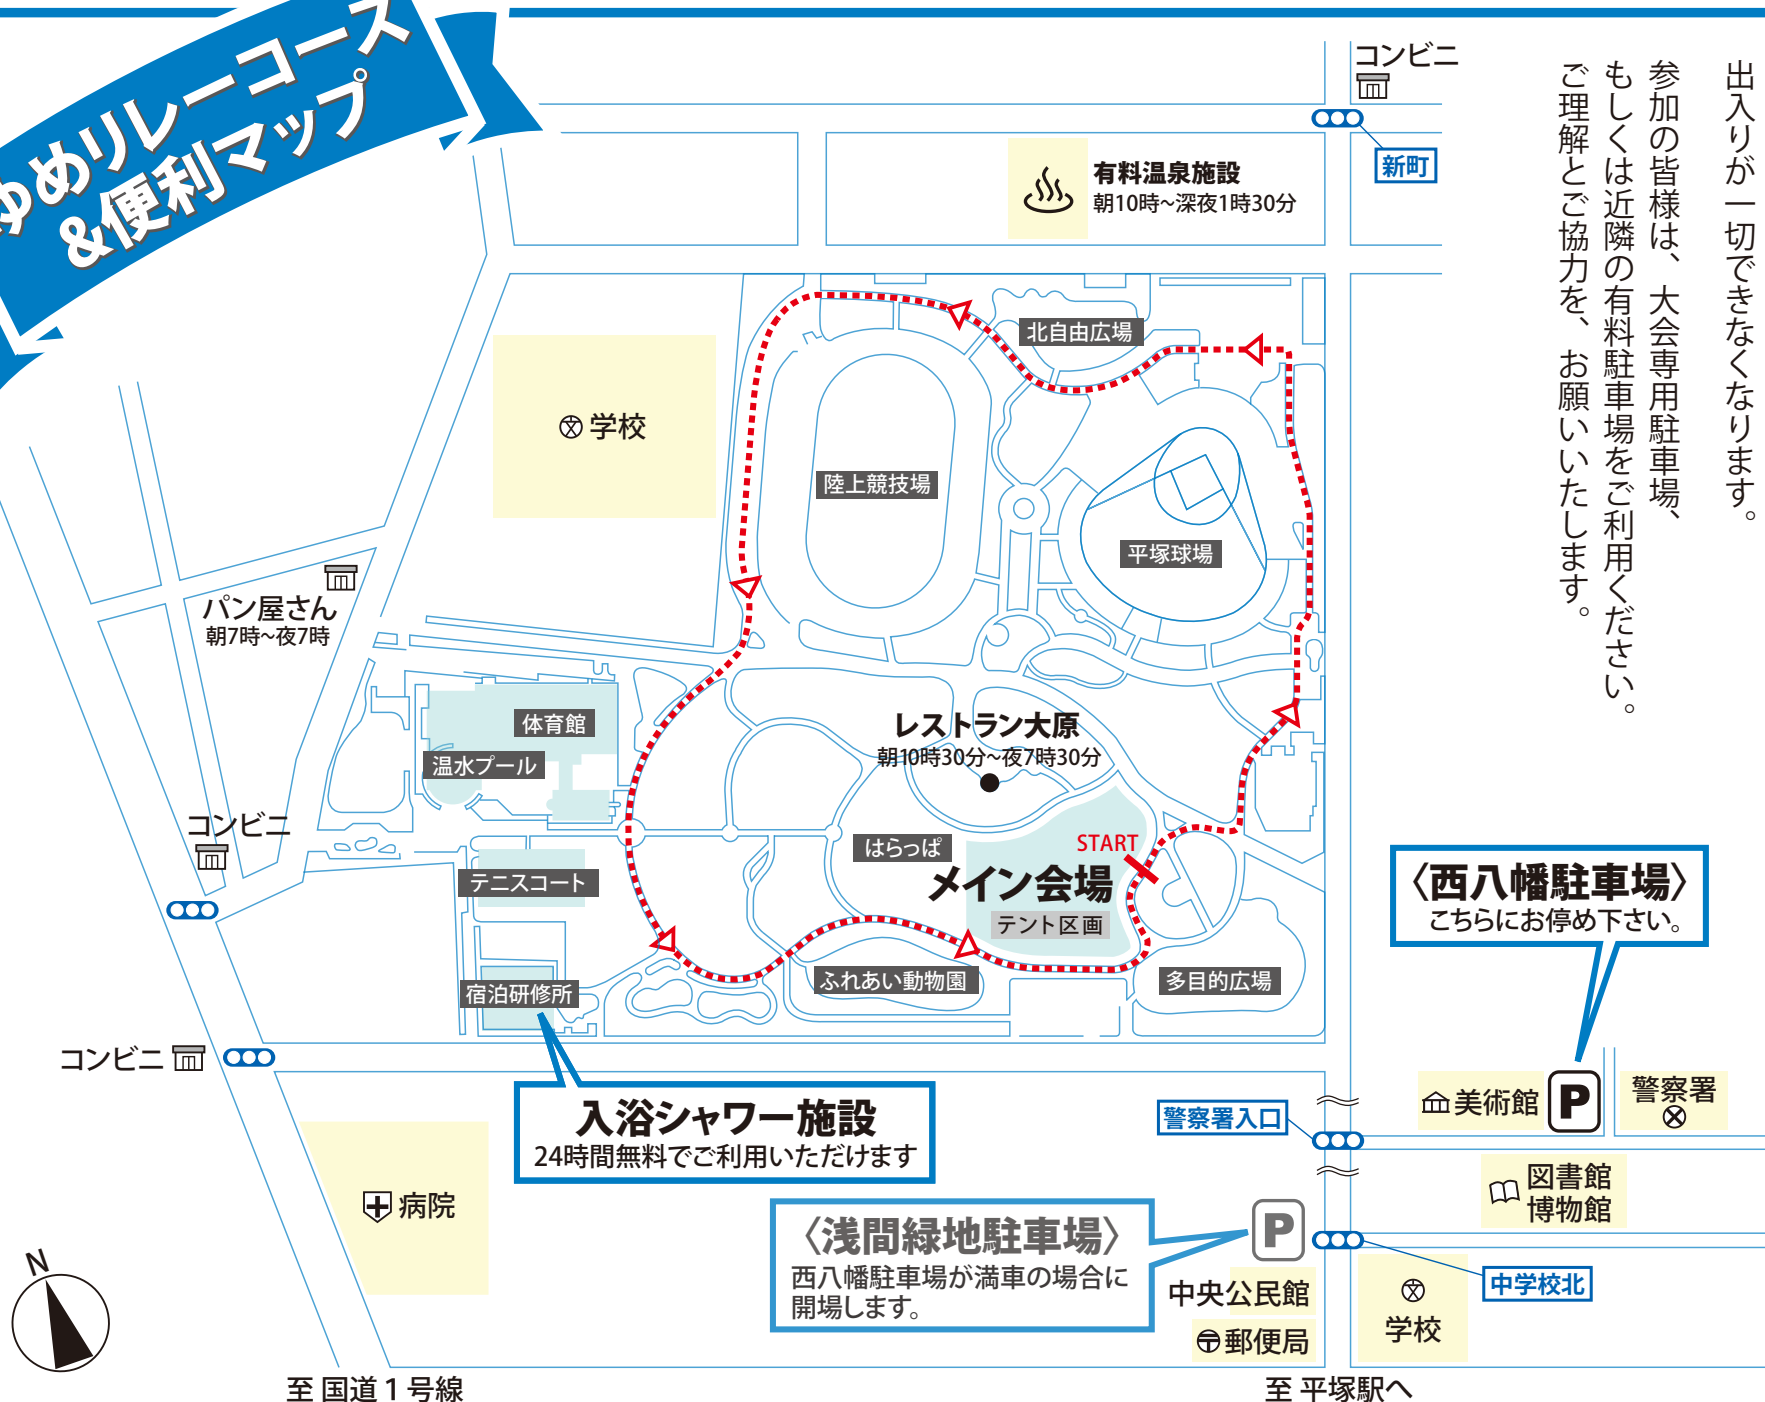 ゆめリレーコース
&便利マップ
出入りが一切できなくなります。
参加の皆様は、大会専用駐車場、
もしくは近隣の有料駐車場をご利用ください。
ご理解とご協力を、お願いいたします。
コンビニ
新町
有料温泉施設
朝10時~深夜1時30分
北自由広場
学校
陸上競技場
平塚球場
パン屋さん
朝7時~夜7時
体育館
温水プール
レストラン大原
朝10時30分~夜7時30分
コンビニ
はらっぱ
START
メイン会場
テント区画
テニスコート
〈西八幡駐車場〉
こちらにお停め下さい。
宿泊研修所
ふれあい動物園
多目的広場
コンビニ
入浴シャワー施設
24時間無料でご利用いただけます
美術館
P
警察署
警察署入口
図書館
博物館
病院
〈浅間緑地駐車場〉
西八幡駐車場が満車の場合に
開場します。
P
中央公民館
郵便局
中学校北
学校
N
至 国道1号線
至 平塚駅へ